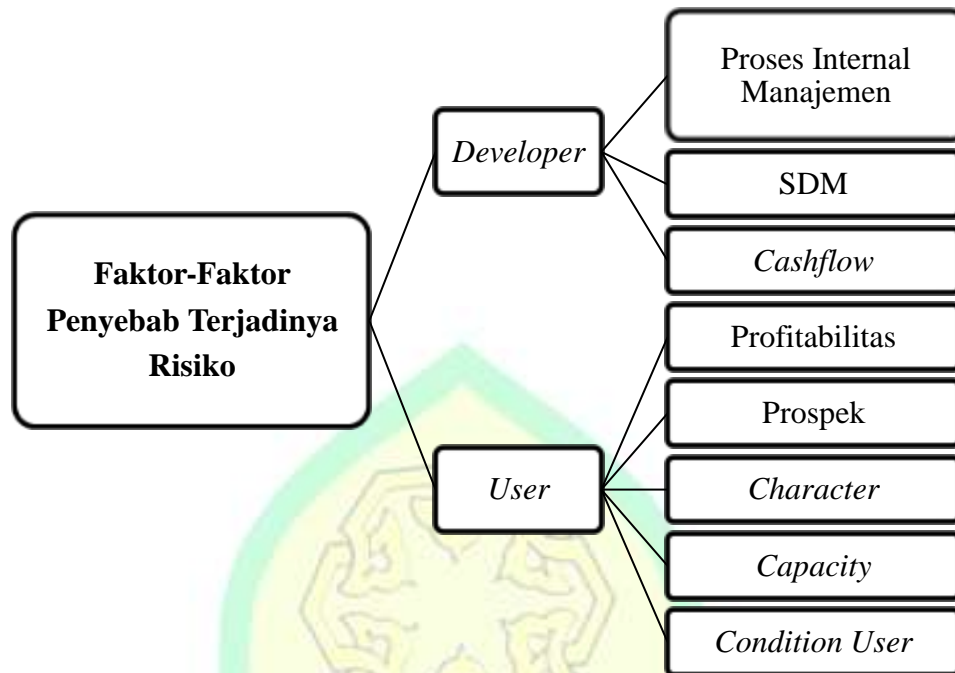 Faktor-Faktor
Penyebab Terjadinya
Risiko
Developer
Proses Internal
Manajemen
SDM
Cashflow
User
Profitabilitas
Prospek
Character
Capacity
Condition User